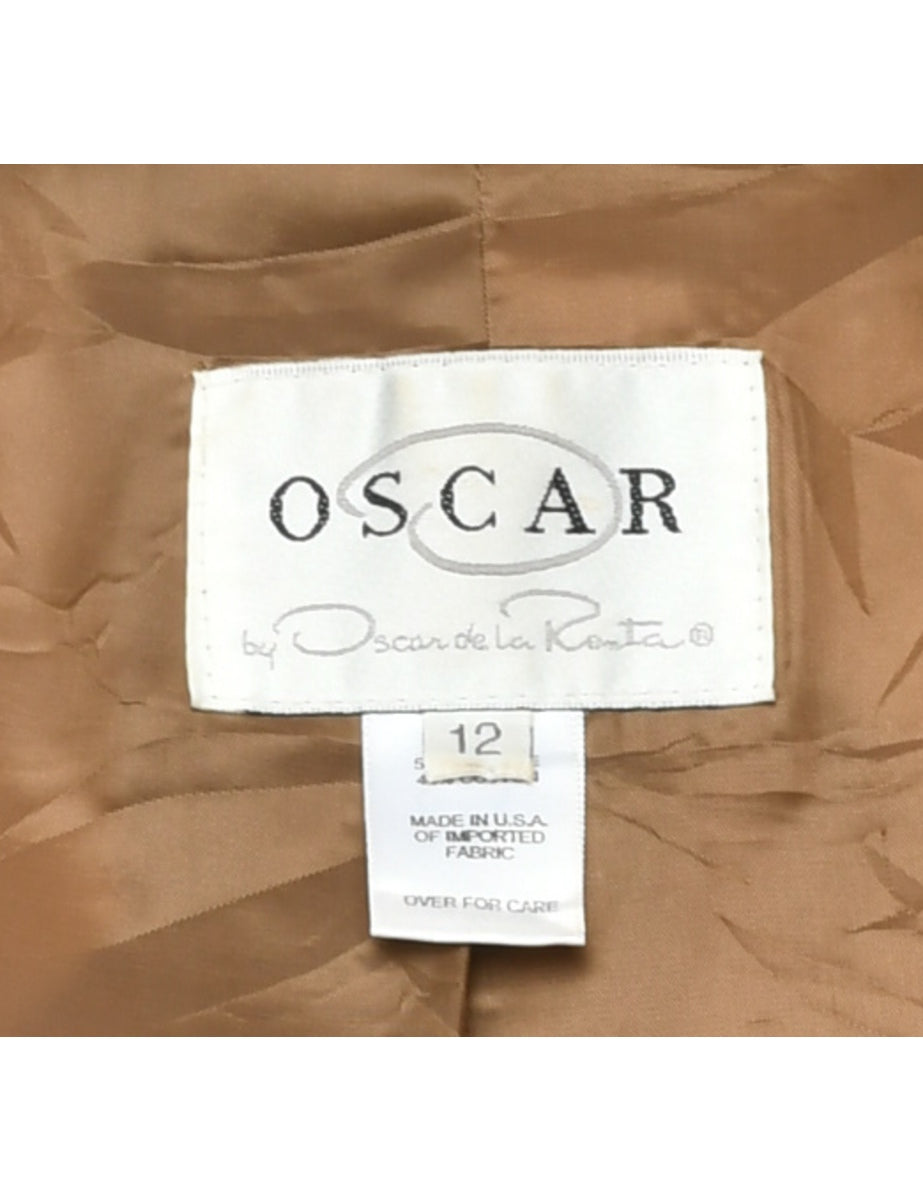 OSCAR
by Oscar de la Renta ®
12
MADE IN U.S.A.
OF IMPORTED
FABRIC
OVER FOR CARE